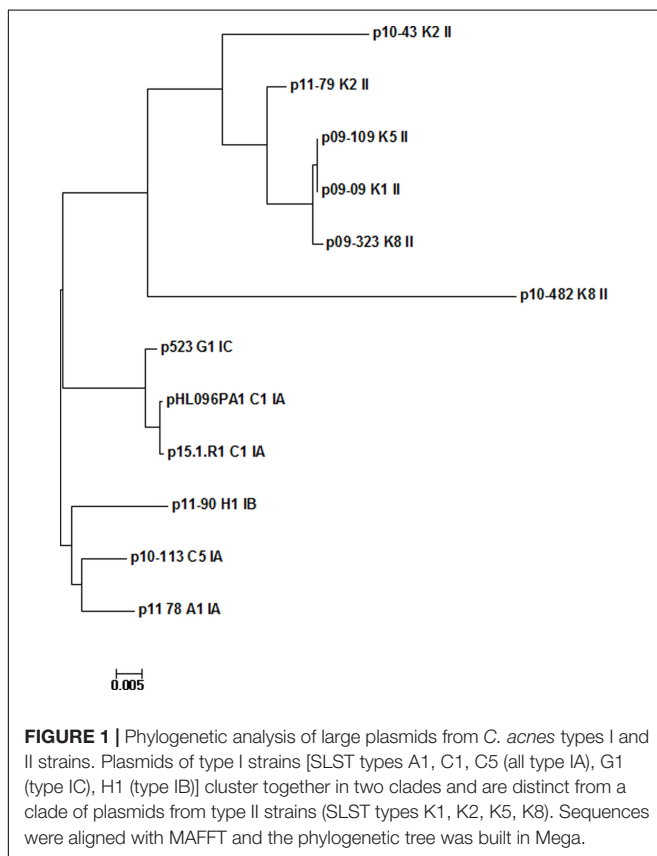 p10-43 K2 II
p11-79 K2 II
p09-109 K5 II
p09-09 K1 II
p09-323 K8 II
p10-482 K8 II
p523 G1 IC
pHL096PA1 C1 IA
p15.1.R1 C1 IA
p11-90 H1 IB
p10-113 C5 IA
p11 78 A1 IA
0.005
FIGURE 1 | Phylogenetic analysis of large plasmids from C. acnes types I and
II strains. Plasmids of type I strains [SLST types A1, C1, C5 (all type IA), G1
(type IC), H1 (type IB)] cluster together in two clades and are distinct from a
clade of plasmids from type II strains (SLST types K1, K2, K5, K8). Sequences
were aligned with MAFFT and the phylogenetic tree was built in Mega.